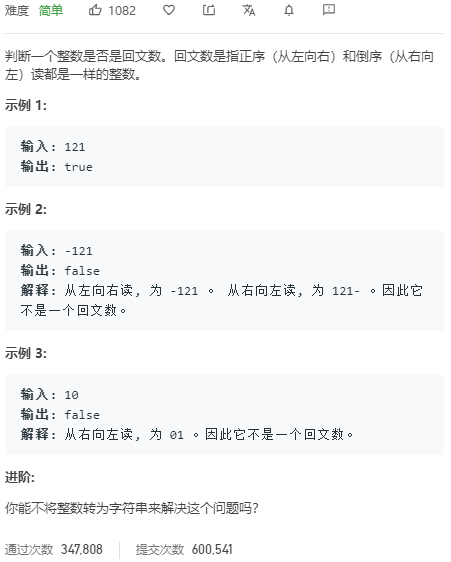 难度 简单 1082 文A
判断一个整数是否是回文数。回文数是指正序（从左向右）和倒序（从右向
左）读都是一样的整数。
示例 1:
输入: 121
输出: true
示例 2:
输入: -121
输出: false
解释: 从左向右读, 为 -121 。 从右向左读, 为 121- 。因此它
不是一个回文数。
示例 3:
输入: 10
输出: false
解释: 从右向左读, 为 01 。因此它不是一个回文数。
进阶:
你能不将整数转为字符串来解决这个问题吗?
通过次数 347,808 提交次数 600,541